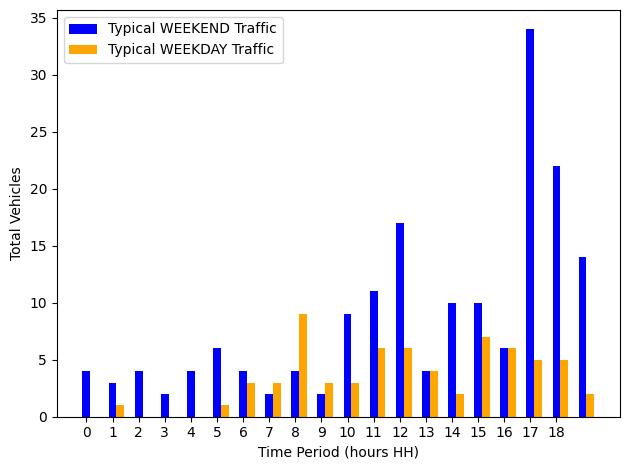 Typical WEEKEND Traffic
Typical WEEKDAY Traffic
35
30
25
20
15
10
5
0
Total Vehicles
0 1 2 3 4 5 6 7 8 9 10 11 12 13 14 15 16 17 18
Time Period (hours HH)